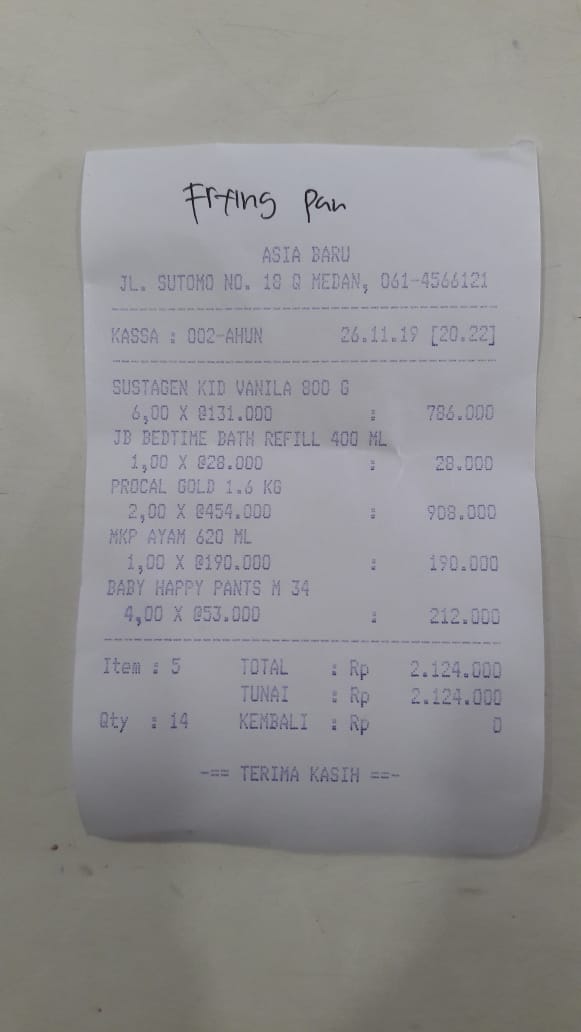 Frying pan
ASIA BARU
JL. SUTOMO NO. 18 Q MEDAN, 061-4566121
KASSA : 002-AHUN 26.11.19 [20.22]
SUSTAGEN KID VANILA 800 G
6,00 X @131.000 : 786.000
JB BEDTIME BATH REFILL 400 ML
1,00 X @28.000 : 28.000
PROCAL GOLD 1.6 KG
2,00 X @454.000 : 908.000
MKP AYAM 620 ML
1,00 X @190.000 : 190.000
BABY HAPPY PANTS M 34
4,00 X @53.000 : 212.000
Item : 5 TOTAL : Rp 2.124.000
TUNAI : Rp 2.124.000
Qty : 14 KEMBALI : Rp 0
-== TERIMA KASIH ==-